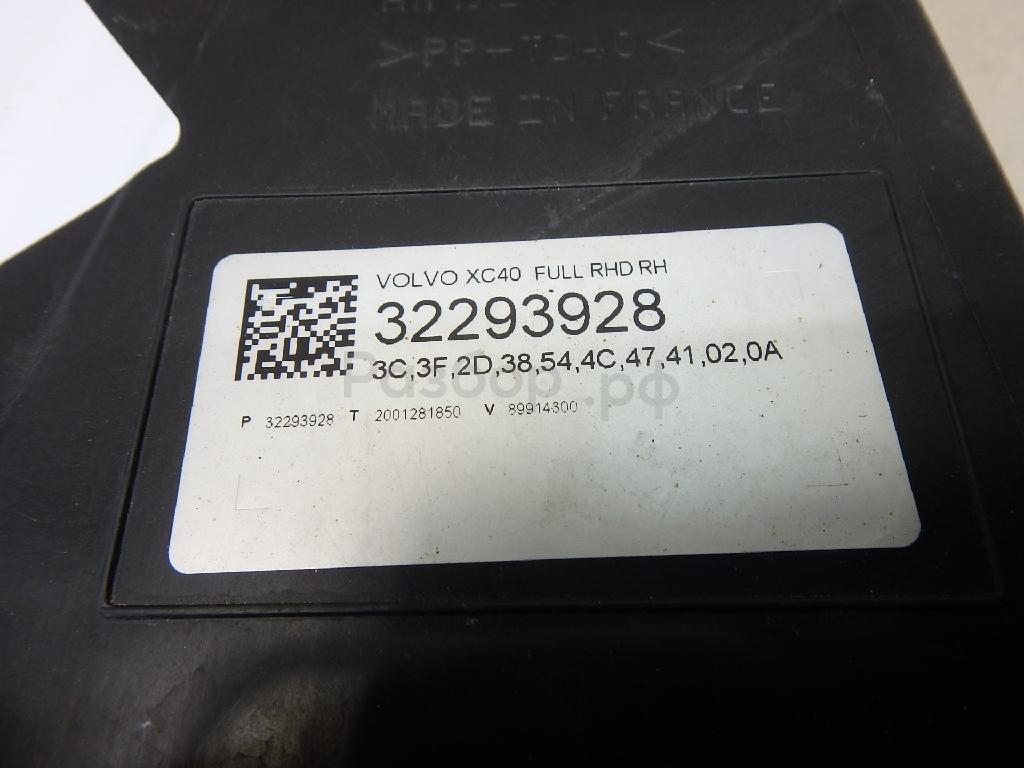 >PP-TD40<
MADE IN FRANCE
VOLVO XC40 FULL RHD RH
32293928
3C,3F,2D,38,54,4C,47,41,02,0A
Разбор.рф
P 32293928 T 2001281850 V 89914300